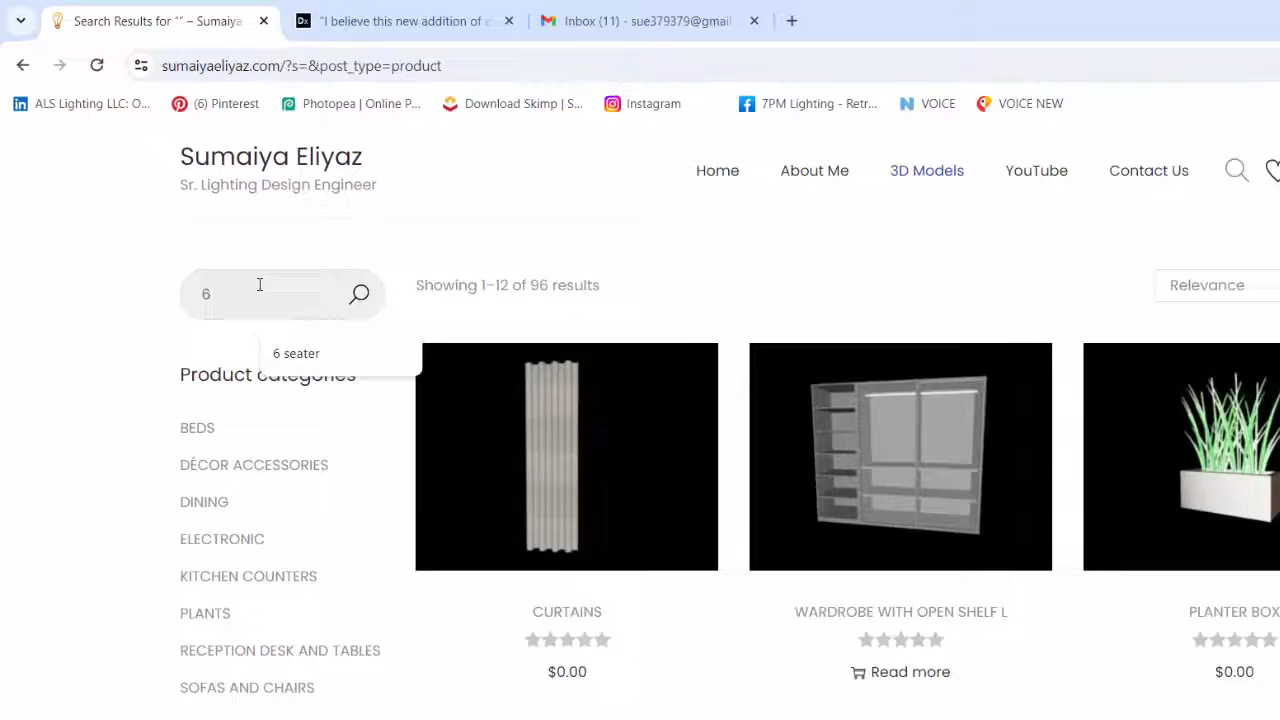 Search Results for “” – Sumaiya
"I believe this new addition of e
Inbox (11) - sue379379@gmail
sumaiyaeliyaz.com/?s=&post_type=product
ALS Lighting LLC: O...
(6) Pinterest
Photopea | Online P...
Download Skimp | S...
Instagram
7PM Lighting - Retr...
VOICE
VOICE NEW
Sumaiya Eliyaz
Sr. Lighting Design Engineer
Home
About Me
3D Models
YouTube
Contact Us
6
6 seater
Showing 1–12 of 96 results
Relevance
Product categories
BEDS
DÉCOR ACCESSORIES
DINING
ELECTRONIC
KITCHEN COUNTERS
PLANTS
RECEPTION DESK AND TABLES
SOFAS AND CHAIRS
CURTAINS
$0.00
WARDROBE WITH OPEN SHELF L
Read more
PLANTER BOX
$0.00